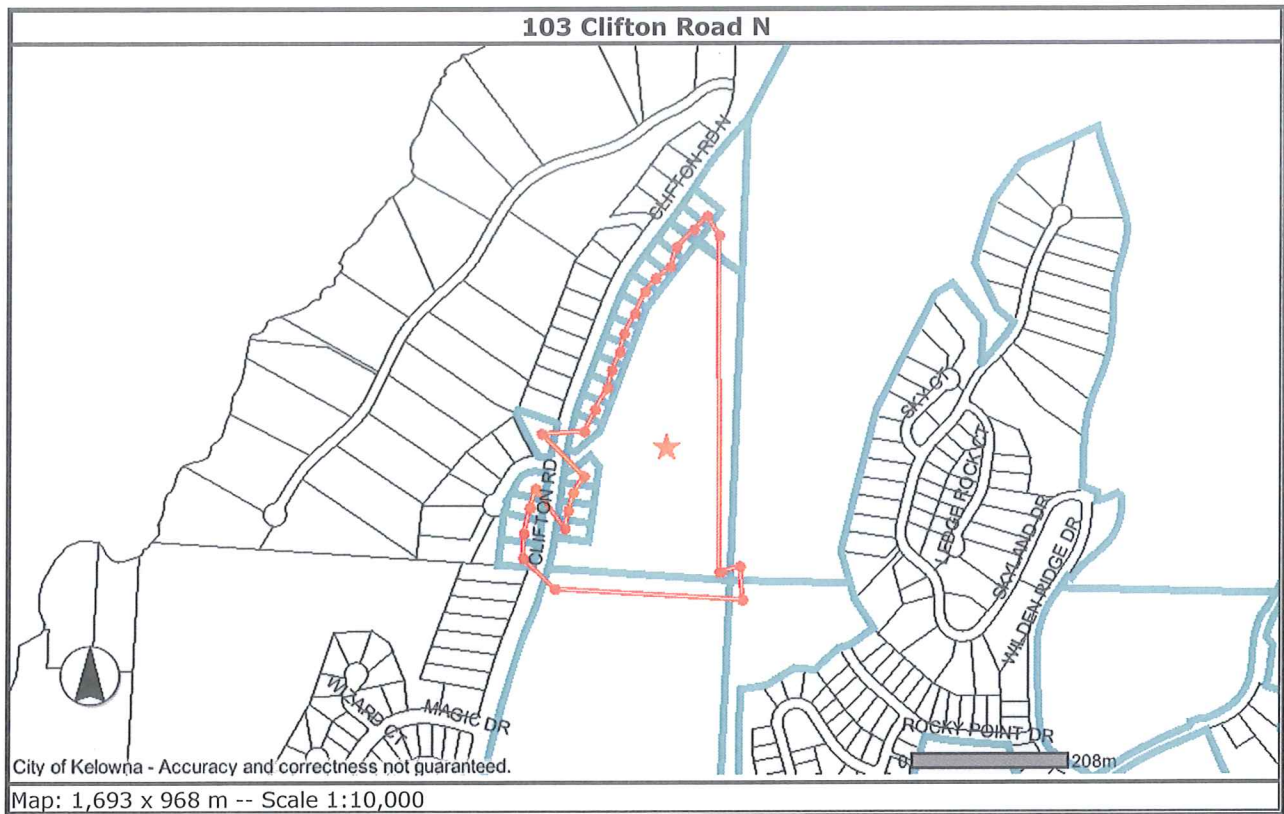 103 Clifton Road N
CLIFTON RD N
SKY CT
LEDGE ROCK CT
CLIFTON RD
SKYLAND DR
WILDEN RIDGE DR
WIZARD CT
MAGIC DR
ROCKY POINT DR
0 208m
City of Kelowna - Accuracy and correctness not guaranteed.
Map: 1,693 x 968 m -- Scale 1:10,000